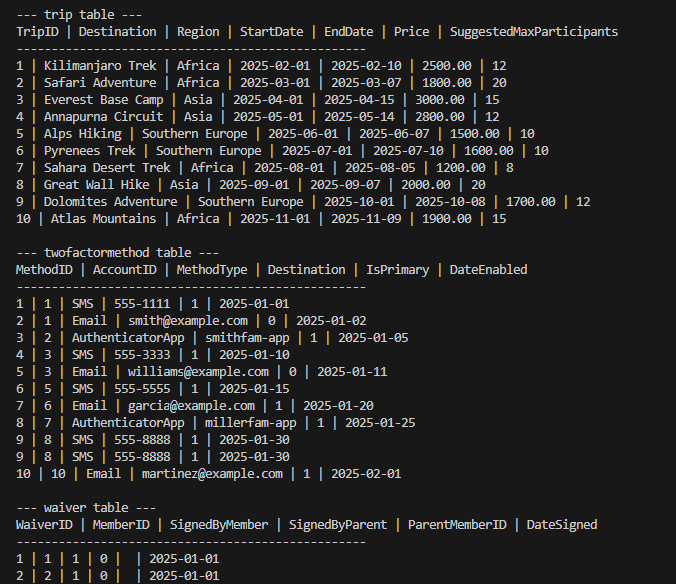 --- trip table ---
TripID | Destination | Region | StartDate | EndDate | Price | SuggestedMaxParticipants
--------------------------------------------------
1 | Kilimanjaro Trek | Africa | 2025-02-01 | 2025-02-10 | 2500.00 | 12
2 | Safari Adventure | Africa | 2025-03-01 | 2025-03-07 | 1800.00 | 20
3 | Everest Base Camp | Asia | 2025-04-01 | 2025-04-15 | 3000.00 | 15
4 | Annapurna Circuit | Asia | 2025-05-01 | 2025-05-14 | 2800.00 | 12
5 | Alps Hiking | Southern Europe | 2025-06-01 | 2025-06-07 | 1500.00 | 10
6 | Pyrenees Trek | Southern Europe | 2025-07-01 | 2025-07-10 | 1600.00 | 10
7 | Sahara Desert Trek | Africa | 2025-08-01 | 2025-08-05 | 1200.00 | 8
8 | Great Wall Hike | Asia | 2025-09-01 | 2025-09-07 | 2000.00 | 20
9 | Dolomites Adventure | Southern Europe | 2025-10-01 | 2025-10-08 | 1700.00 | 12
10 | Atlas Mountains | Africa | 2025-11-01 | 2025-11-09 | 1900.00 | 15
--- twofactormethod table ---
MethodID | AccountID | MethodType | Destination | IsPrimary | DateEnabled
--------------------------------------------------
1 | 1 | SMS | 555-1111 | 1 | 2025-01-01
2 | 1 | Email | smith@example.com | 0 | 2025-01-02
3 | 2 | AuthenticatorApp | smithfam-app | 1 | 2025-01-05
4 | 3 | SMS | 555-3333 | 1 | 2025-01-10
5 | 3 | Email | williams@example.com | 0 | 2025-01-11
6 | 5 | SMS | 555-5555 | 1 | 2025-01-15
7 | 6 | Email | garcia@example.com | 1 | 2025-01-20
8 | 7 | AuthenticatorApp | millerfam-app | 1 | 2025-01-25
9 | 8 | SMS | 555-8888 | 1 | 2025-01-30
9 | 8 | SMS | 555-8888 | 1 | 2025-01-30
10 | 10 | Email | martinez@example.com | 1 | 2025-02-01
--- waiver table ---
WaiverID | MemberID | SignedByMember | SignedByParent | ParentMemberID | DateSigned
--------------------------------------------------
1 | 1 | 1 | 0 |  | 2025-01-01
2 | 2 | 1 | 0 |  | 2025-01-01